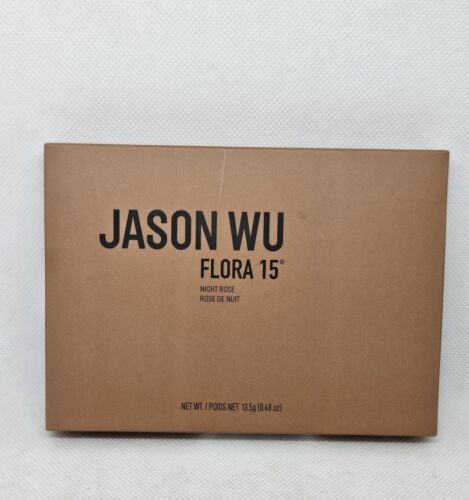 JASON WU
FLORA 15®
NIGHT ROSE
ROSE DE NUIT
NET WT. / POIDS NET 13.5g (0.48 oz)